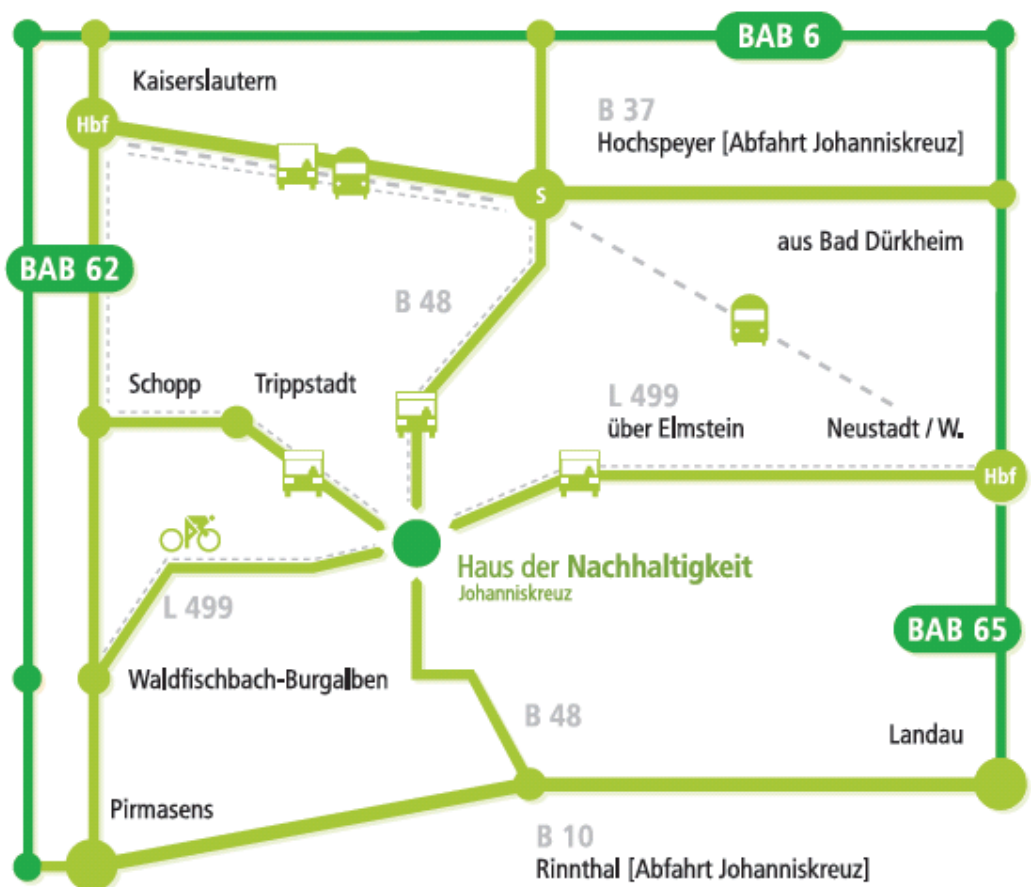 BAB 6
Kaiserslautern
B 37
Hbf
Hochspeyer [Abfahrt Johanniskreuz]
S
aus Bad Dürkheim
BAB 62
B 48
Schopp
Trippstadt
L 499
über Elmstein
Neustadt / W.
Hbf
Haus der Nachhaltigkeit
Johanniskreuz
L 499
BAB 65
Waldfischbach-Burgalben
B 48
Landau
Pirmasens
B 10
Rinnthal [Abfahrt Johanniskreuz]